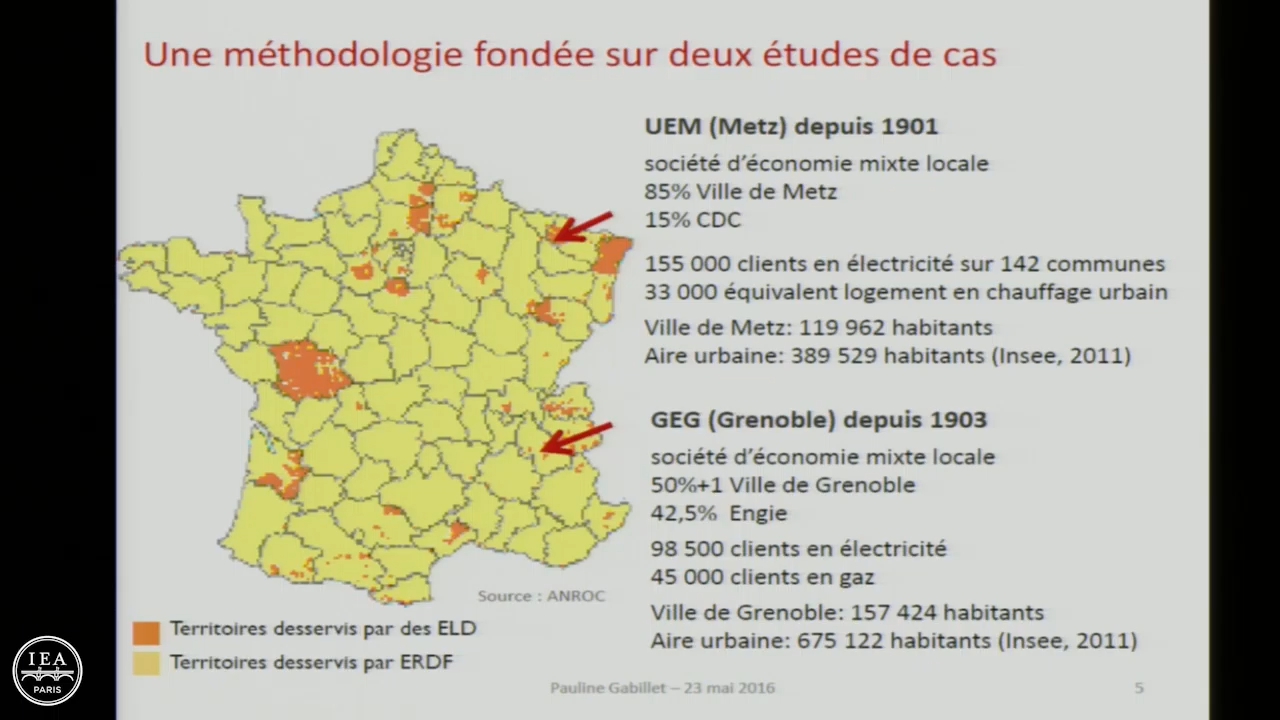 Une méthodologie fondée sur deux études de cas
UEM (Metz) depuis 1901
société d'économie mixte locale
85% Ville de Metz
15% CDC
155 000 clients en électricité sur 142 communes
33 000 équivalent logement en chauffage urbain
Ville de Metz: 119 962 habitants
Aire urbaine: 389 529 habitants (Insee, 2011)
GEG (Grenoble) depuis 1903
société d'économie mixte locale
50%+1 Ville de Grenoble
42,5% Engie
98 500 clients en électricité
45 000 clients en gaz
Ville de Grenoble: 157 424 habitants
Aire urbaine: 675 122 habitants (Insee, 2011)
Source : ANROC
Territoires desservis par des ELD
Territoires desservis par ERDF
Pauline Gabillet – 23 mai 2016
5
IEA
PARIS